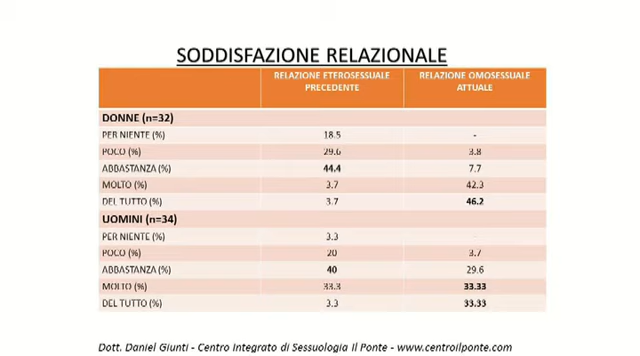 SODDISFAZIONE RELAZIONALE
RELAZIONE ETEROSESSUALE PRECEDENTE RELAZIONE OMOSESSUALE ATTUALE
DONNE (n=32)
PER NIENTE (%) 18.5 -
POCO (%) 29.6 3.8
ABBASTANZA (%) 44.4 7.7
MOLTO (%) 3.7 42.3
DEL TUTTO (%) 3.7 46.2
UOMINI (n=34)
PER NIENTE (%) 3.3
POCO (%) 20 3.7
ABBASTANZA (%) 40 29.6
MOLTO (%) 33.3 33.33
DEL TUTTO (%) 3.3 33.33
Dott. Daniel Giunti - Centro Integrato di Sessuologia Il Ponte - www.centroilponte.com